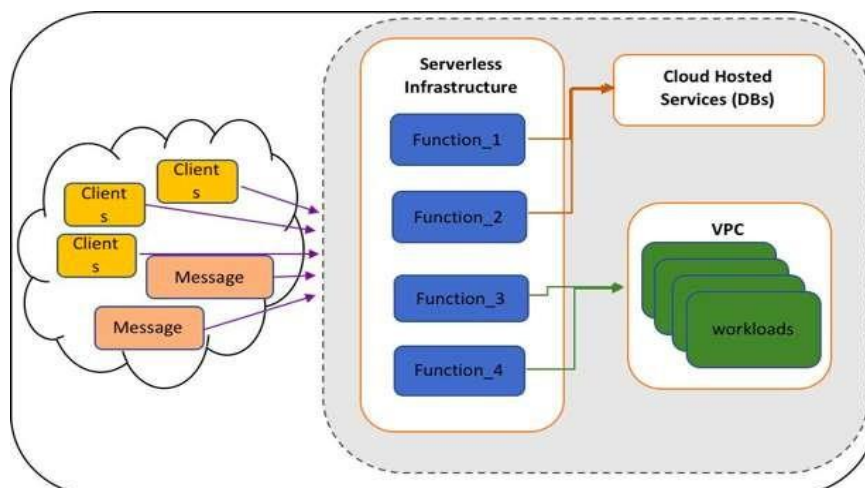 Client
s
Client
s
Client
s
Message
Message
Serverless
Infrastructure
Function_1
Function_2
Function_3
Function_4
Cloud Hosted
Services (DBs)
VPC
workloads